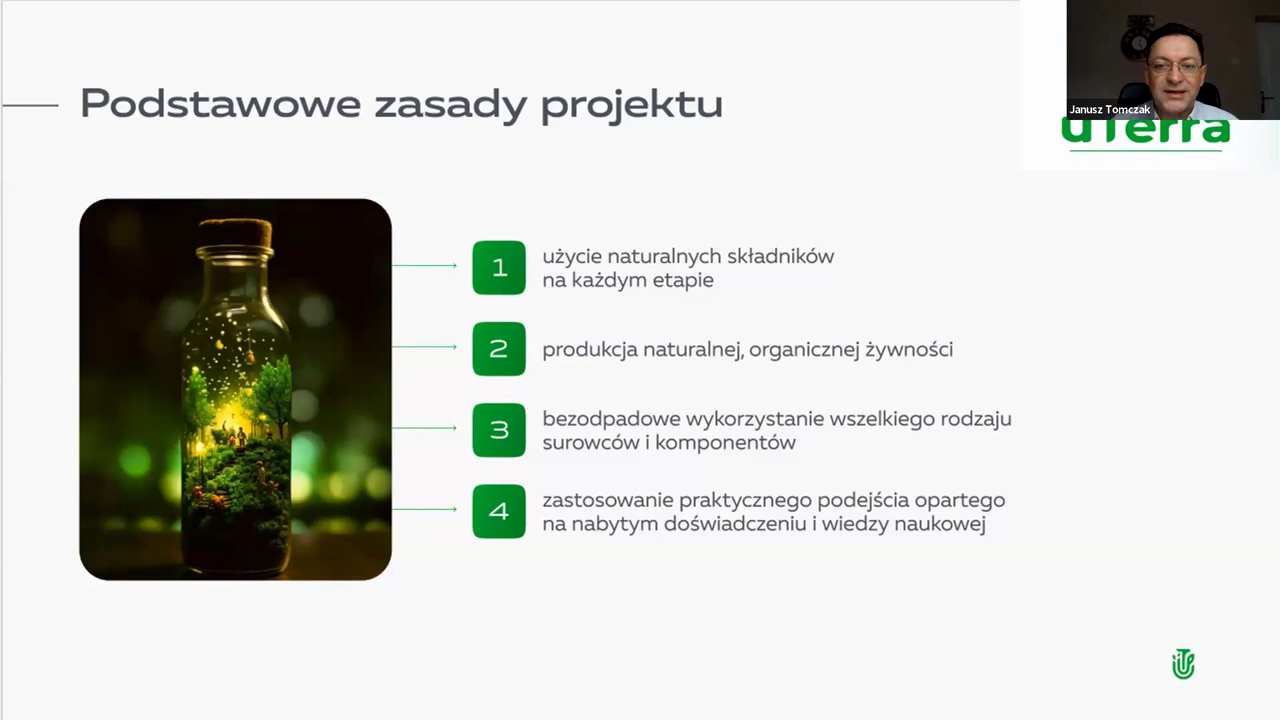 Podstawowe zasady projektu
Janusz Tomczak
uTerra
1
użycie naturalnych składników
na każdym etapie
2
produkcja naturalnej, organicznej żywności
3
bezodpadowe wykorzystanie wszelkiego rodzaju
surowców i komponentów
4
zastosowanie praktycznego podejścia opartego
na nabytym doświadczeniu i wiedzy naukowej